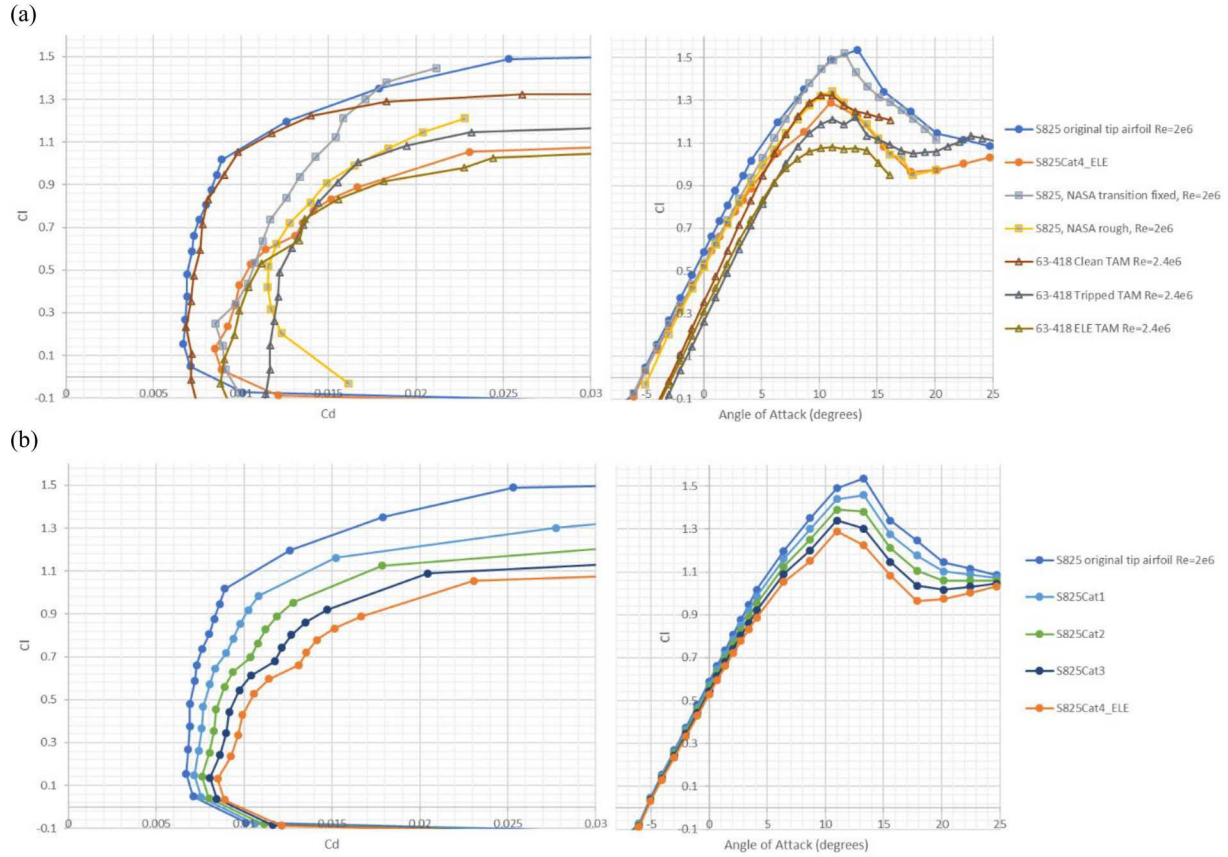 (a)
1.5
1.3
1.1
0.9
0.7
0.5
0.3
0.1
-0.1
Cl
0
0.005
0.01
0.015
0.02
0.025
0.03
Cd
1.5
1.3
1.1
0.9
0.7
0.5
0.3
0.1
-0.1
Cl
-5
0
5
10
15
20
25
Angle of Attack (degrees)
S825 original tip airfoil Re=2e6
S825Cat4_ELE
S825, NASA transition fixed, Re=2e6
S825, NASA rough, Re=2e6
63-418 Clean TAM Re=2.4e6
63-418 Tripped TAM Re=2.4e6
63-418 ELE TAM Re=2.4e6
(b)
1.5
1.3
1.1
0.9
0.7
0.5
0.3
0.1
-0.1
Cl
0
0.005
0.01
0.015
0.02
0.025
0.03
Cd
1.5
1.3
1.1
0.9
0.7
0.5
0.3
0.1
-0.1
Cl
-5
0
5
10
15
20
25
Angle of Attack (degrees)
S825 original tip airfoil Re=2e6
S825Cat1
S825Cat2
S825Cat3
S825Cat4_ELE